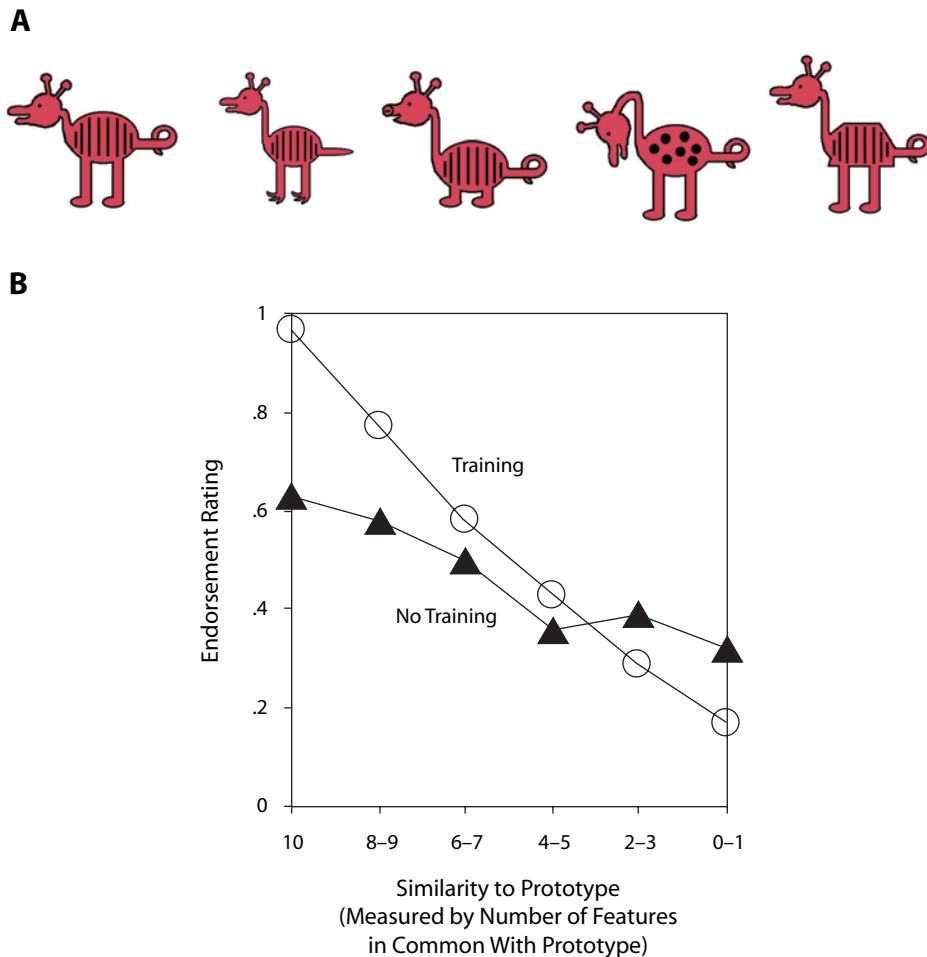 A
B
1
.8
.6
.4
.2
0
Endorsement Rating
Training
No Training
10
8–9
6–7
4–5
2–3
0–1
Similarity to Prototype
(Measured by Number of Features
in Common With Prototype)